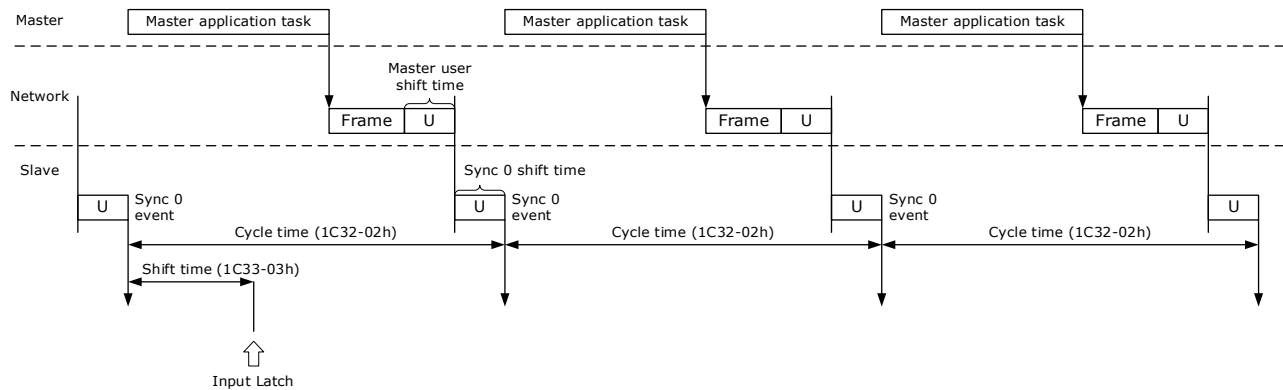 Master
Master application task
Master application task
Master application task
Master user
shift time
Network
Frame
U
Frame
U
Frame
U
Slave
Sync 0 shift time
U
Sync 0
event
U
Sync 0
event
U
Sync 0
event
U
Cycle time (1C32-02h)
Cycle time (1C32-02h)
Cycle time (1C32-02h)
Shift time (1C33-03h)
Input Latch